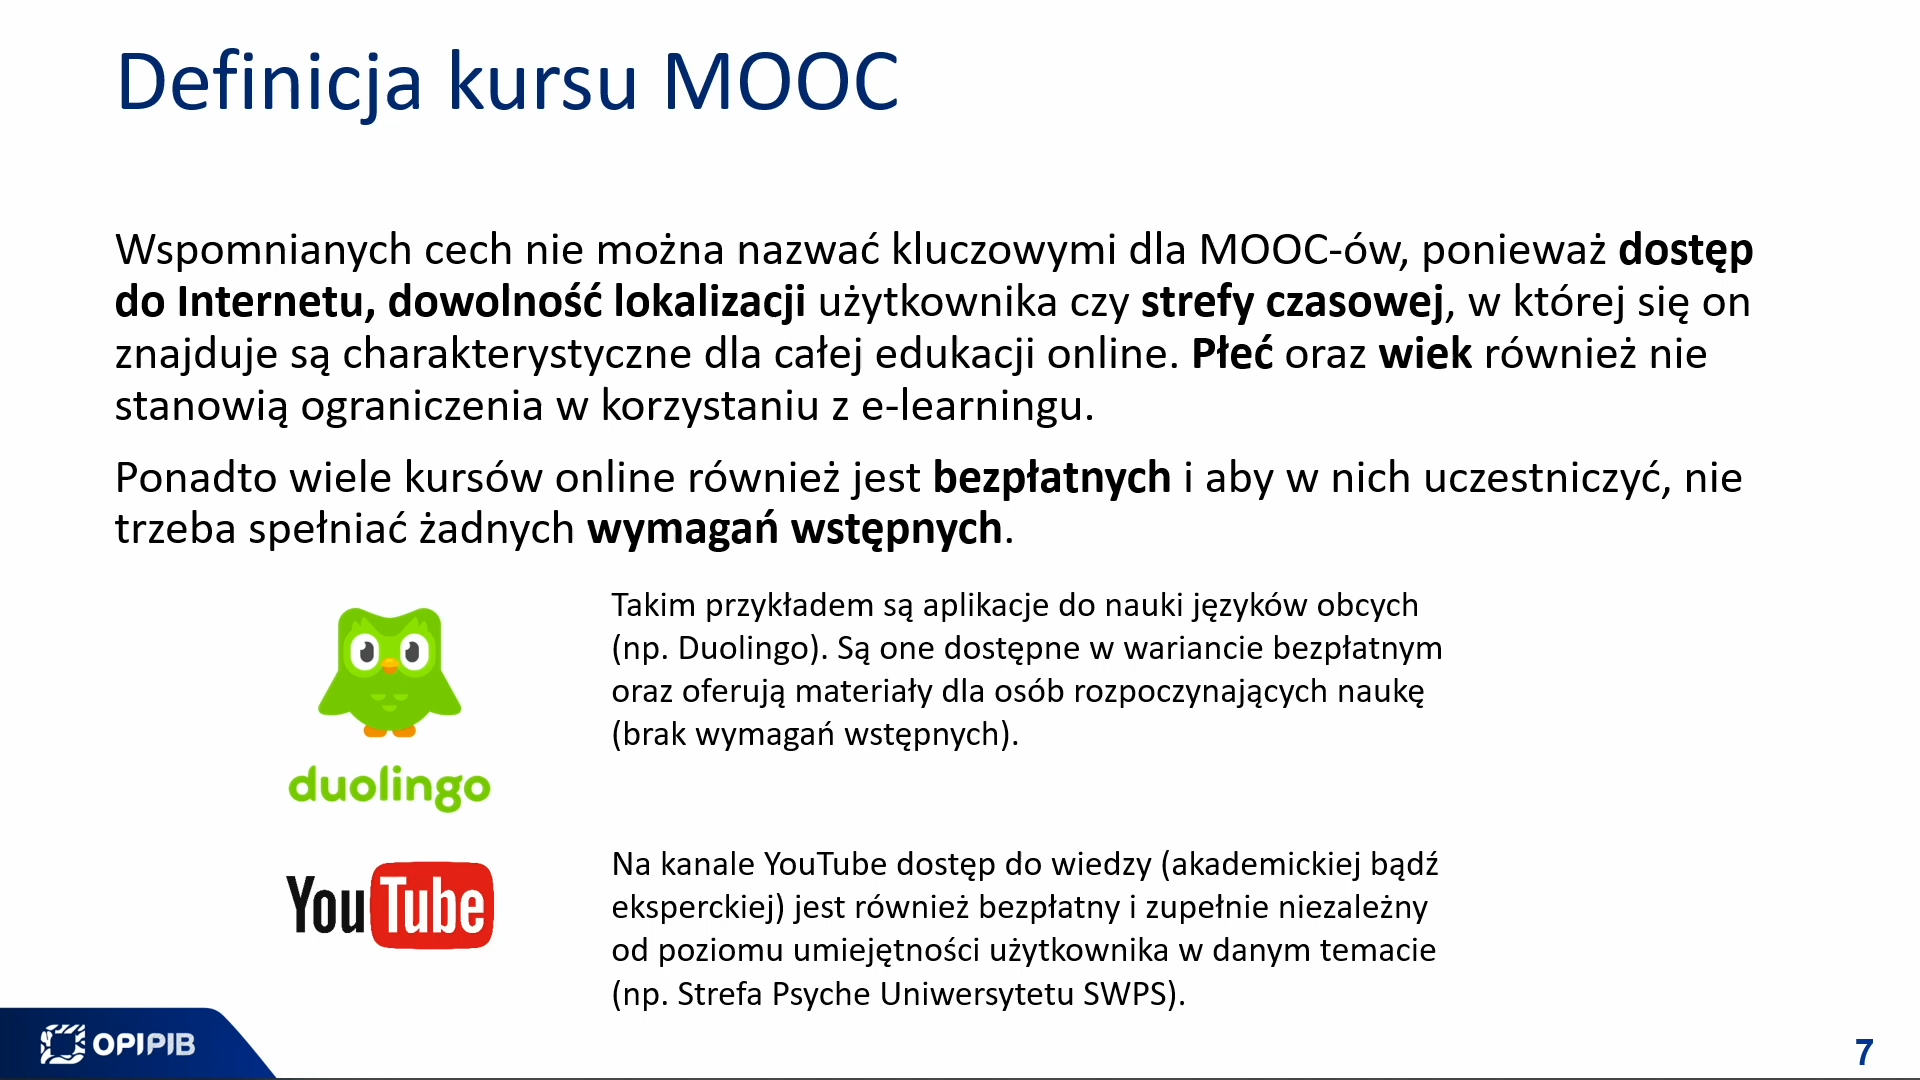 Definicja kursu MOOC
Wspomnianych cech nie można nazwać kluczowymi dla MOOC-ów, ponieważ dostęp
do Internetu, dowolność lokalizacji użytkownika czy strefy czasowej, w której się on
znajduje są charakterystyczne dla całej edukacji online. Płeć oraz wiek również nie
stanowią ograniczenia w korzystaniu z e-learningu.
Ponadto wiele kursów online również jest bezpłatnych i aby w nich uczestniczyć, nie
trzeba spełniać żadnych wymagań wstępnych.
Takim przykładem są aplikacje do nauki języków obcych
(np. Duolingo). Są one dostępne w wariancie bezpłatnym
oraz oferują materiały dla osób rozpoczynających naukę
(brak wymagań wstępnych).
duolingo
YouTube
Na kanale YouTube dostęp do wiedzy (akademickiej bądź
eksperckiej) jest również bezpłatny i zupełnie niezależny
od poziomu umiejętności użytkownika w danym temacie
(np. Strefa Psyche Uniwersytetu SWPS).
OPIPIB
7